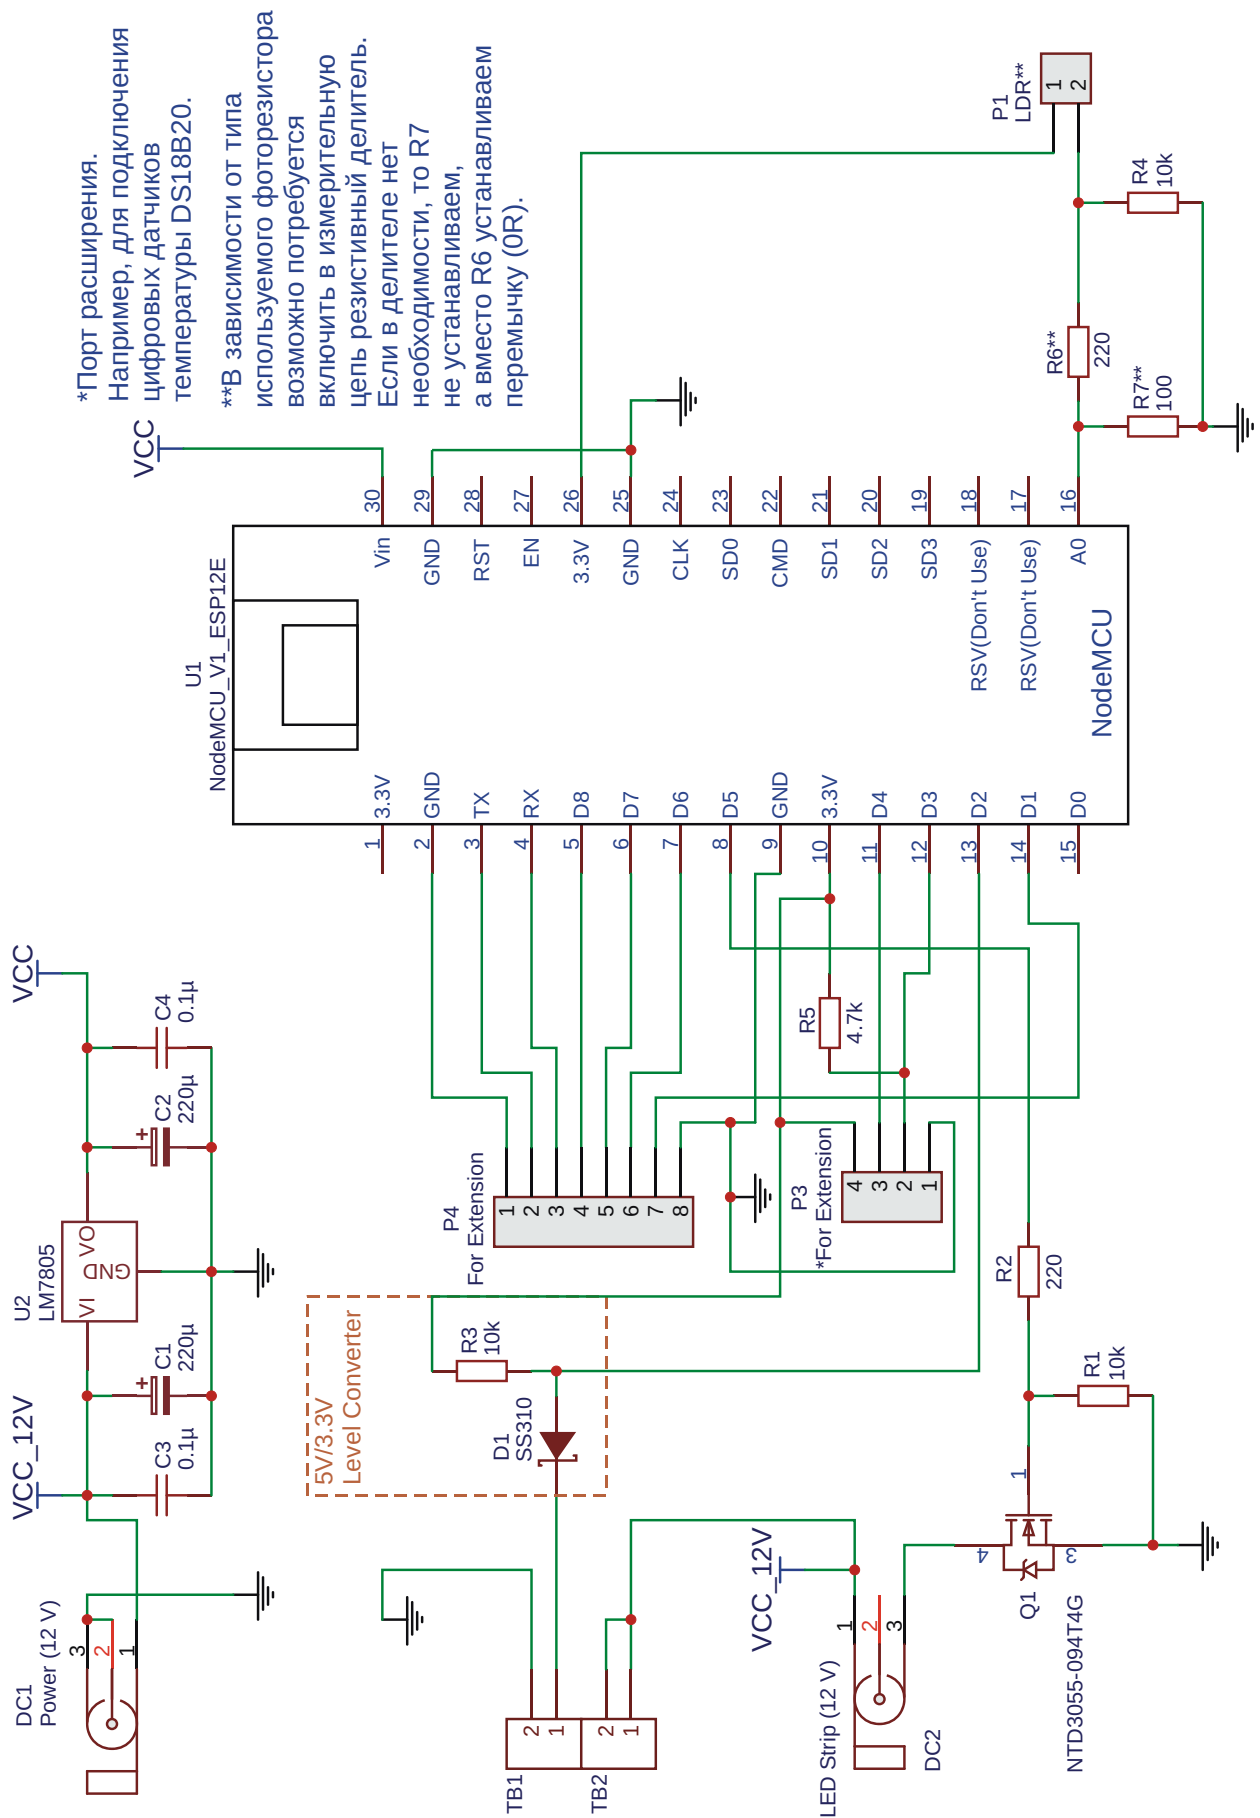 *Порт расширения.
Например, для подключения
цифровых датчиков
температуры DS18B20.
**В зависимости от типа
используемого фоторезистора
возможно потребуется
включить в измерительную
цепь резистивный делитель.
Если в делителе нет
необходимости, то R7
не устанавливаем,
а вместо R6 устанавливаем
перемычку (0R).
DC1
Power (12 V)
3
2
1
VCC_12V
C3
0.1µ
C1
220µ
+
U2
LM7805
VI
GND
VO
C2
220µ
+
C4
0.1µ
VCC
VCC
U1
NodeMCU_V1_ESP12E
NodeMCU
1
3.3V
2
GND
3
TX
4
RX
5
D8
6
D7
7
D6
8
D5
9
GND
10
3.3V
11
D4
12
D3
13
D2
14
D1
15
D0
Vin
30
GND
29
RST
28
EN
27
3.3V
26
GND
25
CLK
24
SD0
23
CMD
22
SD1
21
SD2
20
SD3
19
RSV(Don't Use)
18
RSV(Don't Use)
17
A0
16
P1
LDR**
1
2
R4
10k
R6**
220
R7**
100
P4
For Extension
1
2
3
4
5
6
7
8
R5
4.7k
P3
*For Extension
4
3
2
1
5V/3.3V
Level Converter
R3
10k
D1
SS310
TB1
2
1
TB2
2
1
VCC_12V
LED Strip (12 V)
1
2
3
DC2
R2
220
R1
10k
1
4
3
Q1
NTD3055-094T4G